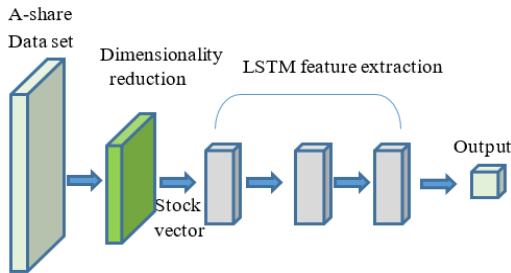 A-share
Data set
Dimensionality
reduction
LSTM feature extraction
Stock
vector
Output